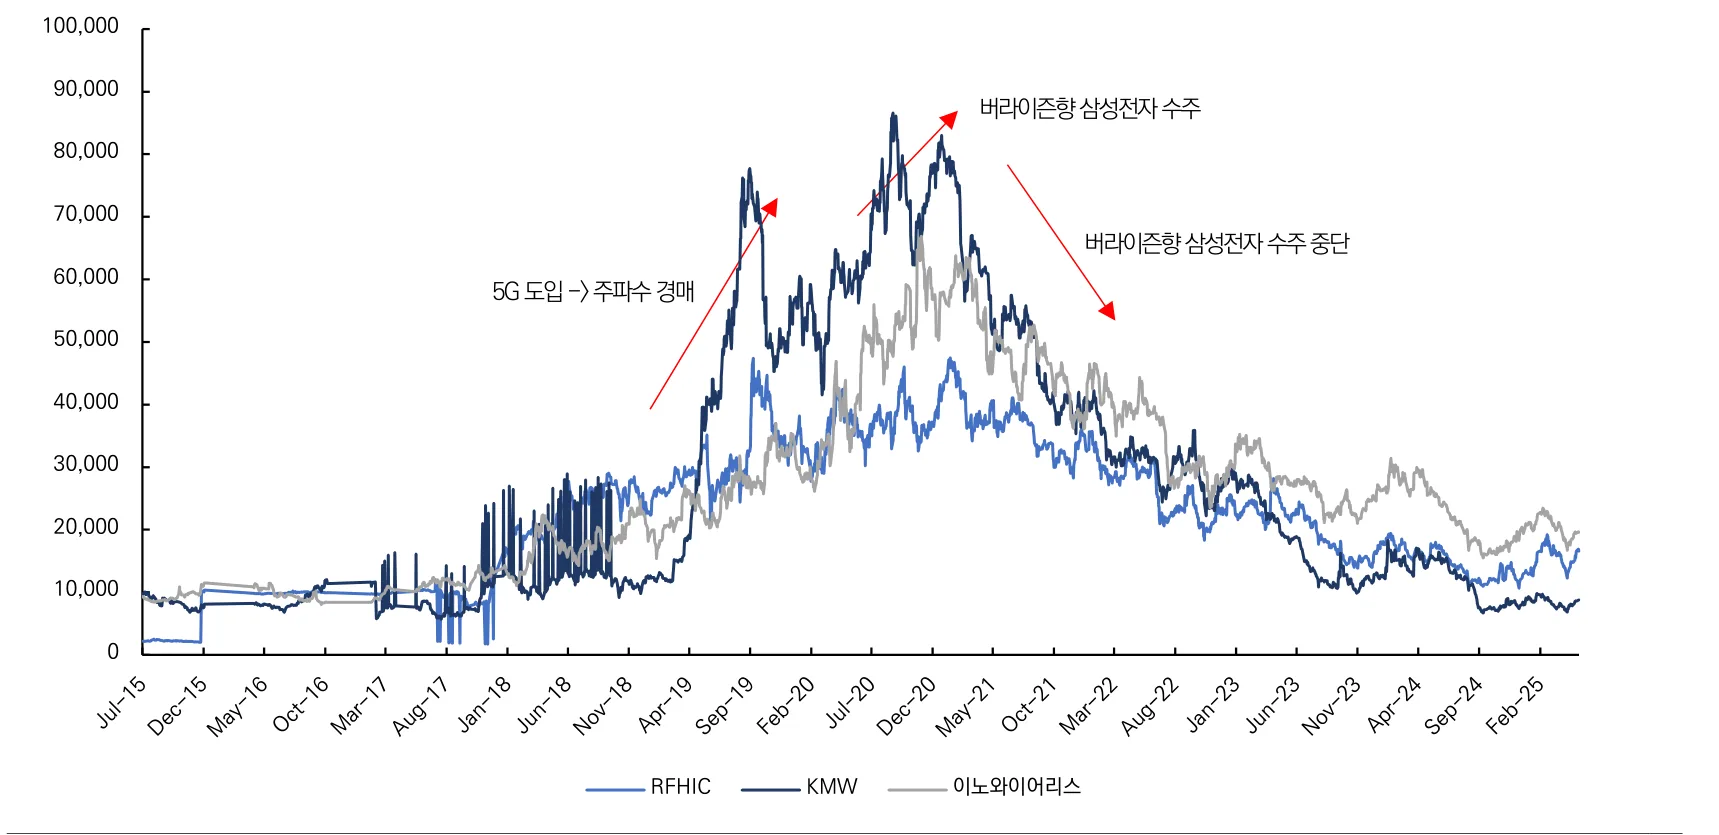 100,000
90,000
80,000
70,000
60,000
50,000
40,000
30,000
20,000
10,000
0
버라이즌향 삼성전자 수주
버라이즌향 삼성전자 수주 중단
5G 도입 -> 주파수 경매
Jul-15
Dec-15
May-16
Oct-16
Mar-17
Aug-17
Jan-18
Jun-18
Nov-18
Apr-19
Sep-19
Feb-20
Jul-20
Dec-20
May-21
Oct-21
Mar-22
Aug-22
Jan-23
Jun-23
Nov-23
Apr-24
Sep-24
Feb-25
RFHIC KMW 이노와이어리스